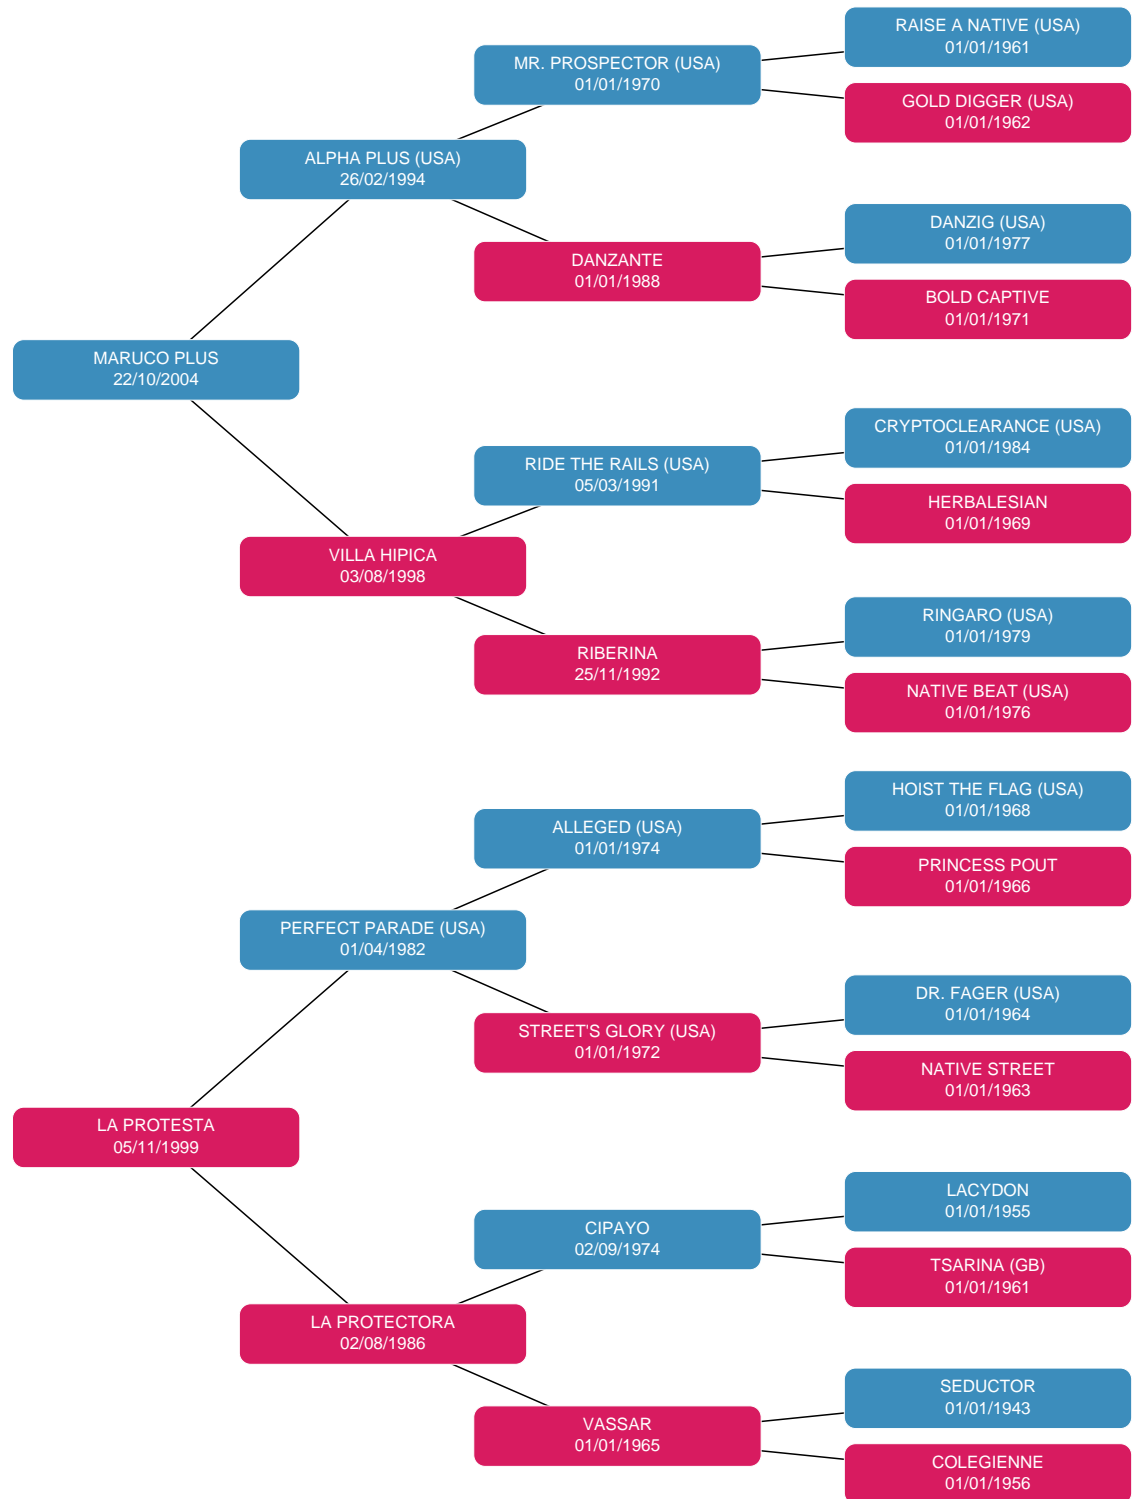 RAISE A NATIVE (USA)
01/01/1961
MR. PROSPECTOR (USA)
01/01/1970
GOLD DIGGER (USA)
01/01/1962
ALPHA PLUS (USA)
26/02/1994
DANZIG (USA)
01/01/1977
DANZANTE
01/01/1988
BOLD CAPTIVE
01/01/1971
MARUCO PLUS
22/10/2004
CRYPTOCLEARANCE (USA)
01/01/1984
RIDE THE RAILS (USA)
05/03/1991
HERBALESIAN
01/01/1969
VILLA HIPICA
03/08/1998
RINGARO (USA)
01/01/1979
RIBERINA
25/11/1992
NATIVE BEAT (USA)
01/01/1976
HOIST THE FLAG (USA)
01/01/1968
ALLEGED (USA)
01/01/1974
PRINCESS POUT
01/01/1966
PERFECT PARADE (USA)
01/04/1982
DR. FAGER (USA)
01/01/1964
STREET'S GLORY (USA)
01/01/1972
NATIVE STREET
01/01/1963
LA PROTESTA
05/11/1999
LACYDON
01/01/1955
CIPAYO
02/09/1974
TSARINA (GB)
01/01/1961
LA PROTECTORA
02/08/1986
SEDUCTOR
01/01/1943
VASSAR
01/01/1965
COLEGIENNE
01/01/1956